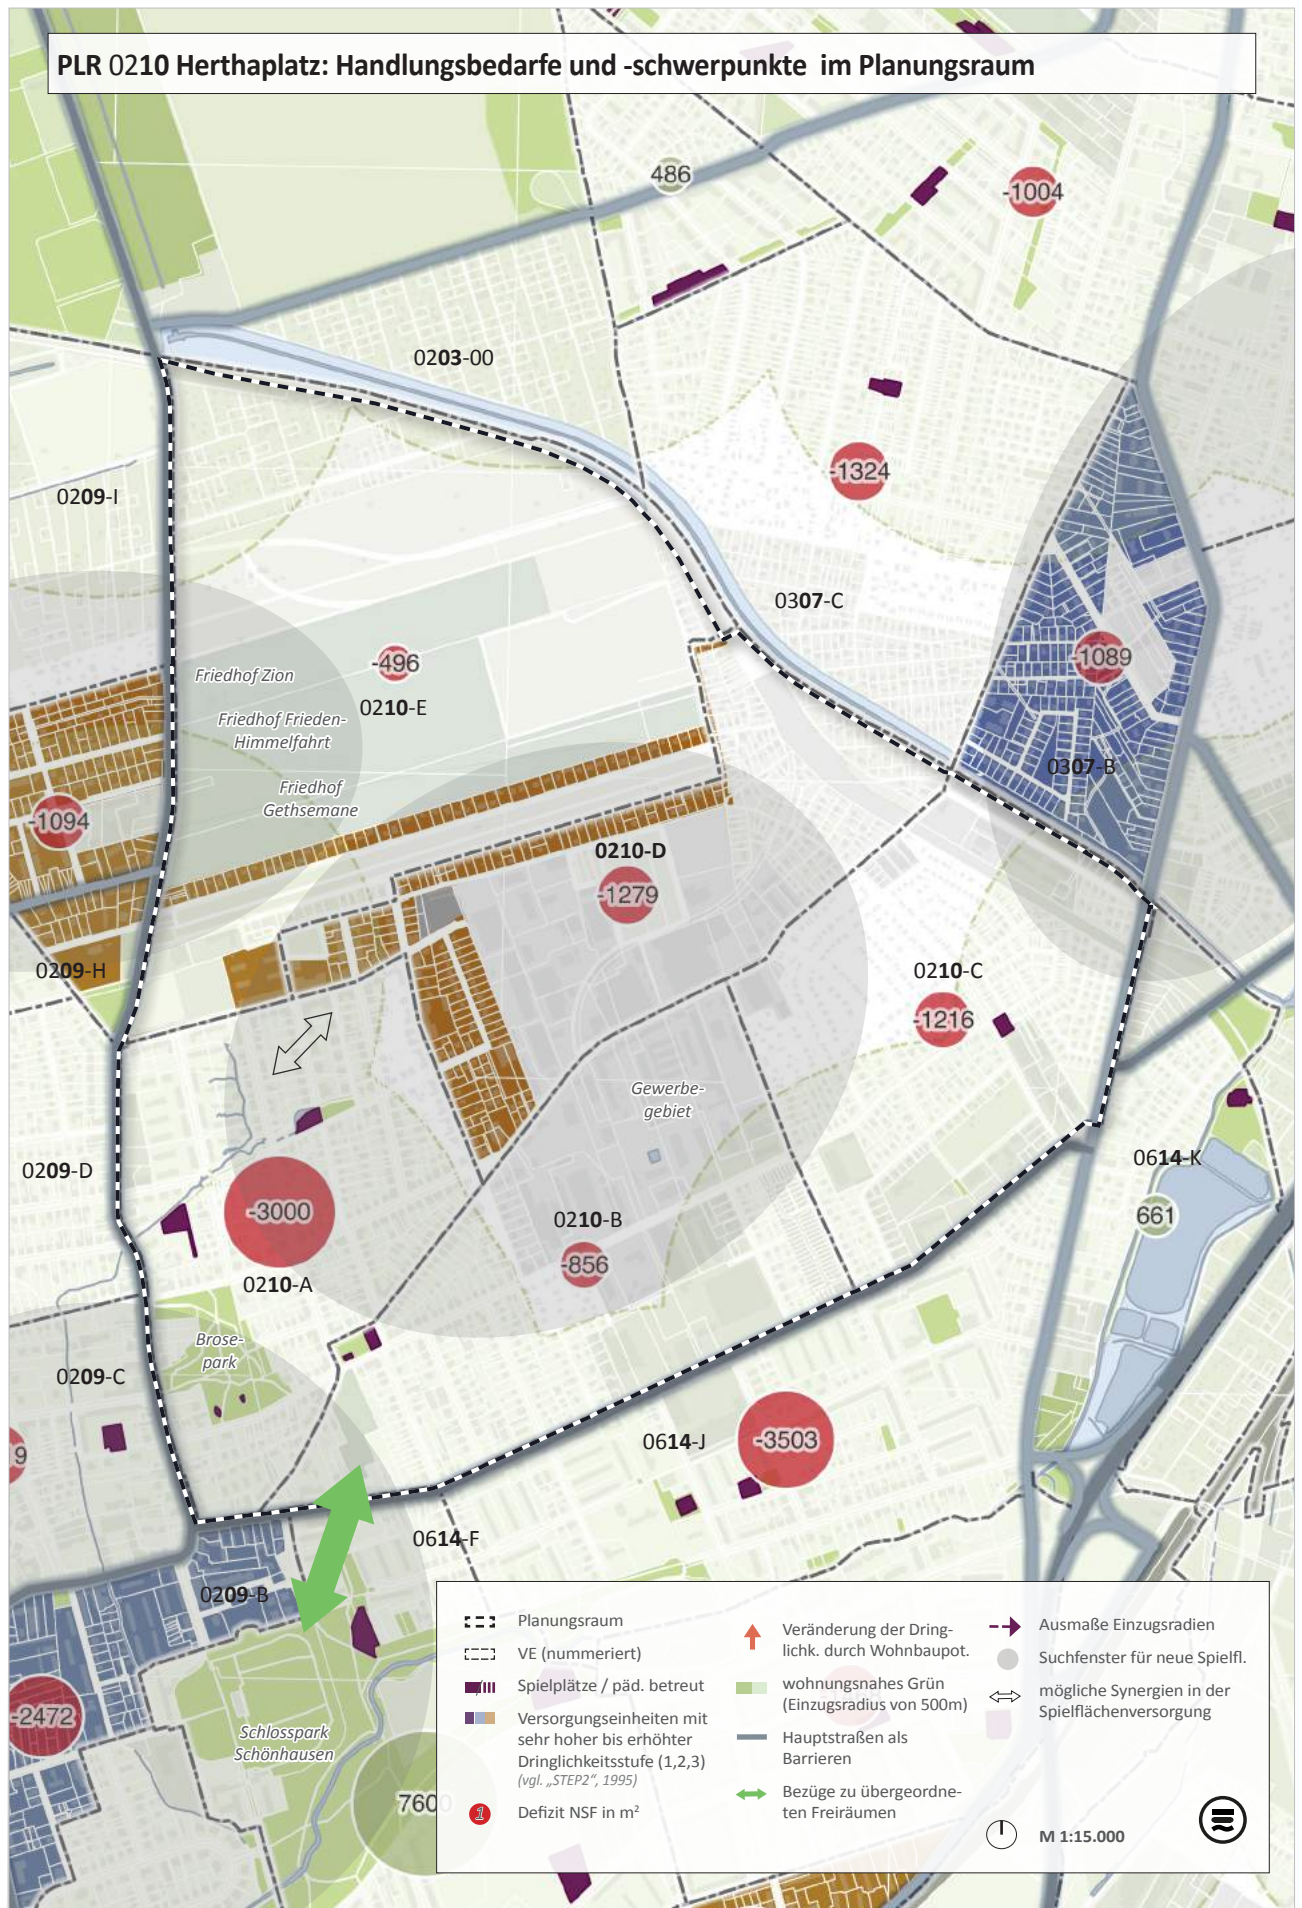 PLR 0210 Herthaplatz: Handlungsbedarfe und -schwerpunkte im Planungsraum
486
-1004
0203-00
-1324
0209-I
0307-C
-496
-1089
Friedhof Zion
0210-E
Friedhof Frieden-
Himmelfahrt
0307-B
Friedhof
Gethsemane
-1094
0210-D
-1279
0209-H
0210-C
-1216
Gewerbe-
gebiet
0209-D
0614-K
-3000
0210-B
661
-856
0210-A
Brose-
park
0209-C
9
0614-J
-3503
0614-F
0209-B
-2472
Schlosspark
Schönhausen
7600
Planungsraum
VE (nummeriert)
Spielplätze / päd. betreut
Versorgungseinheiten mit
sehr hoher bis erhöhter
Dringlichkeitsstufe (1,2,3)
(vgl. „STEP2“, 1995)
1 Defizit NSF in m²
Veränderung der Dring-
lichk. durch Wohnbaupot.
wohnungsnahes Grün
(Einzugsradius von 500m)
Hauptstraßen als
Barrieren
Bezüge zu übergeordne-
ten Freiräumen
Ausmaße Einzugsradien
Suchfenster für neue Spielfl.
mögliche Synergien in der
Spielflächenversorgung
M 1:15.000